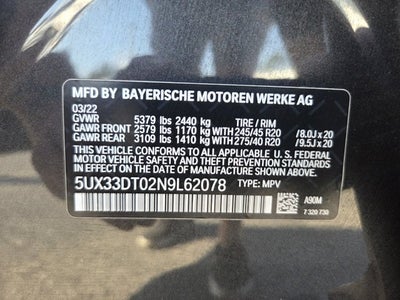 MFD BY BAYERISCHE MOTOREN WERKE AG
03/22
GVWR 5379 lbs 2440 kg TIRE / RIM
GAWR FRONT 2579 lbs 1170 kg WITH 245/45 R20 /8.0J x 20
GAWR REAR 3109 lbs 1410 kg WITH 275/40 R20 /9.5J x 20
THIS VEHICLE CONFORMS TO ALL APPLICABLE U.S.
FEDERAL MOTOR VEHICLE SAFETY, BUMPER, AND
THEFT PREVENTION STANDARDS IN EFFECT ON THE
DATE OF MANUFACTURE SHOWN ABOVE.
5UX33DT02N9L62078 TYPE: MPV
A90M
7 320 730